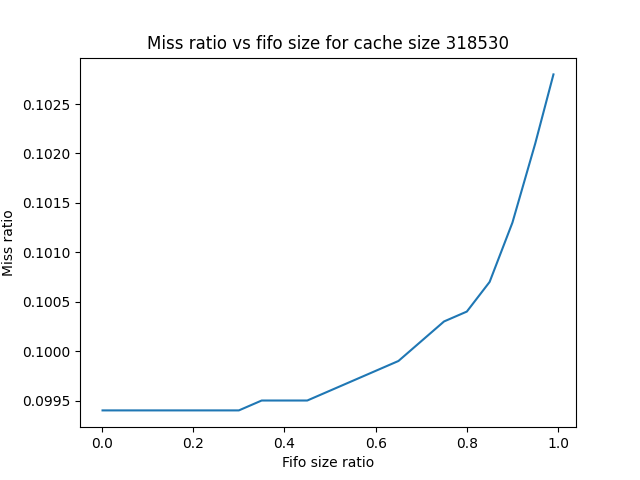 Miss ratio vs fifo size for cache size 318530
0.1025
0.1020
0.1015
0.1010
0.1005
0.1000
0.0995
Miss ratio
0.0 0.2 0.4 0.6 0.8 1.0
Fifo size ratio